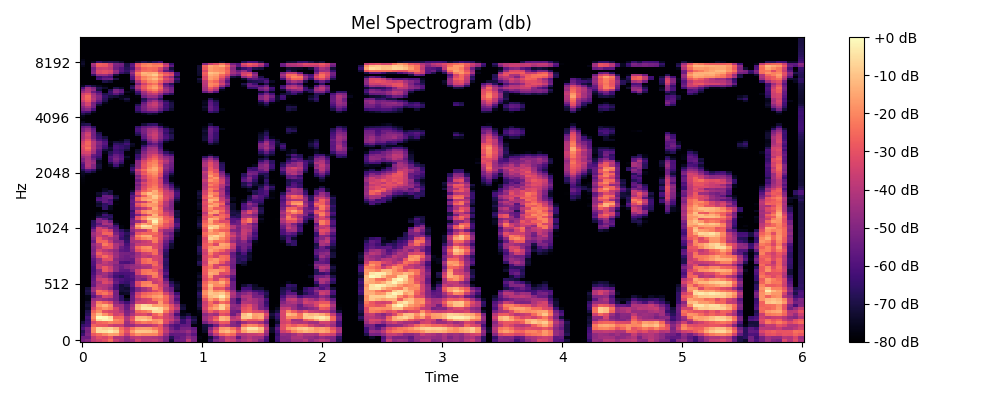 Mel Spectrogram (db)
Hz
8192
4096
2048
1024
512
0
0 1 2 3 4 5 6
Time
+0 dB
-10 dB
-20 dB
-30 dB
-40 dB
-50 dB
-60 dB
-70 dB
-80 dB